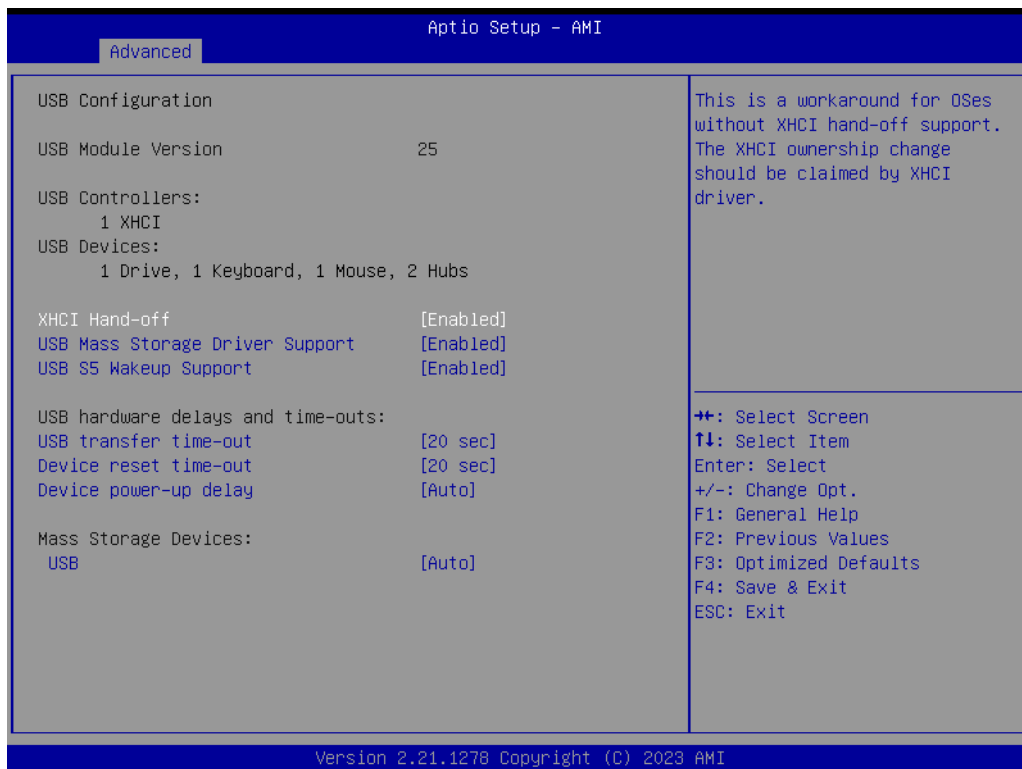 Aptio Setup – AMI
Advanced
USB Configuration
USB Module Version 25
USB Controllers:
1 XHCI
USB Devices:
1 Drive, 1 Keyboard, 1 Mouse, 2 Hubs
XHCI Hand-off [Enabled]
USB Mass Storage Driver Support [Enabled]
USB S5 Wakeup Support [Enabled]
USB hardware delays and time-outs:
USB transfer time-out [20 sec]
Device reset time-out [20 sec]
Device power-up delay [Auto]
Mass Storage Devices:
USB [Auto]
This is a workaround for OSes
without XHCI hand-off support.
The XHCI ownership change
should be claimed by XHCI
driver.
→←: Select Screen
↑↓: Select Item
Enter: Select
+/-: Change Opt.
F1: General Help
F2: Previous Values
F3: Optimized Defaults
F4: Save & Exit
ESC: Exit
Version 2.21.1278 Copyright (C) 2023 AMI